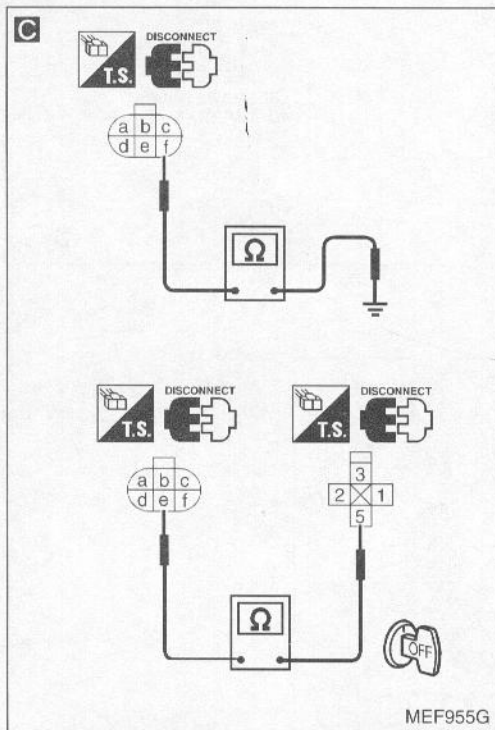 C
DISCONNECT
T.S.
a b c
d e f
Ω
DISCONNECT
DISCONNECT
T.S.
T.S.
a b c
d e f
3
2 1
5
Ω
OFF
MEF955G